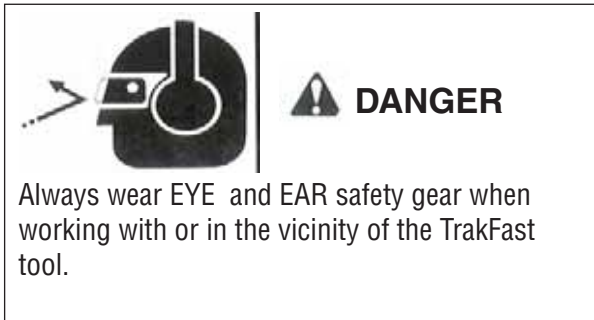 DANGER
Always wear EYE and EAR safety gear when
working with or in the vicinity of the TrakFast
tool.